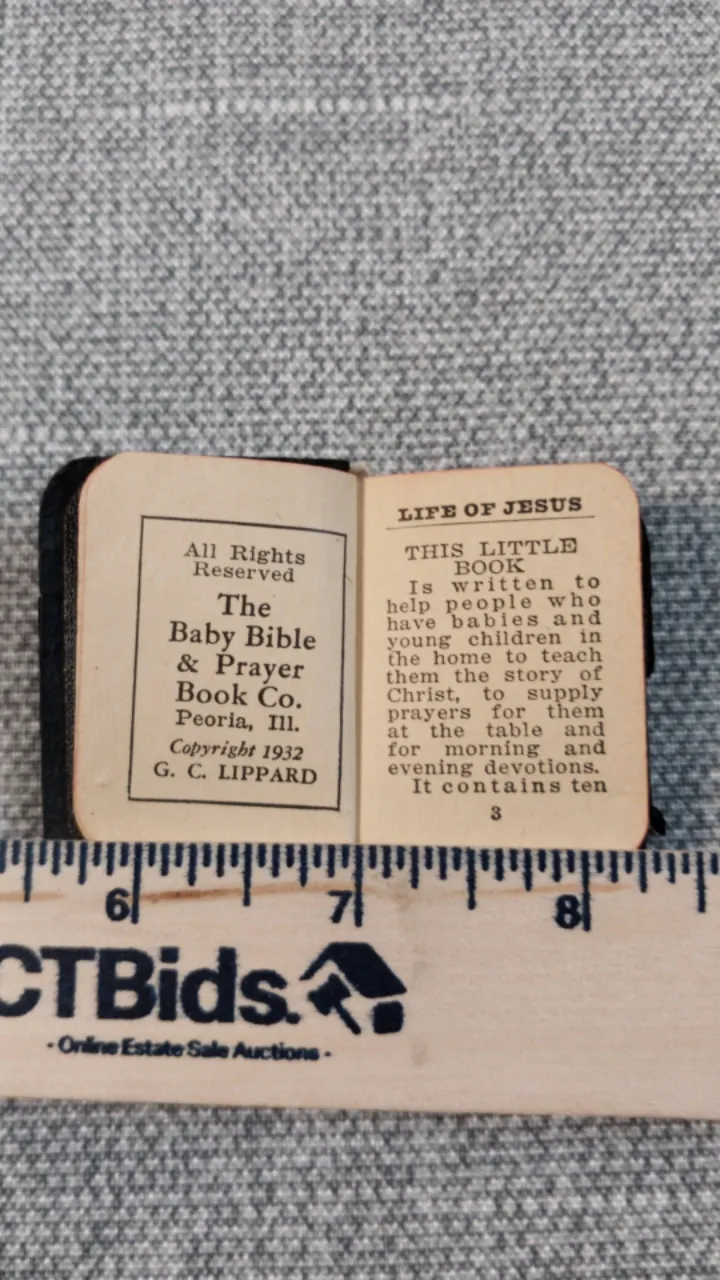 All Rights
Reserved
The
Baby Bible
& Prayer
Book Co.
Peoria, Ill.
Copyright 1932
G. C. LIPPARD
LIFE OF JESUS
THIS LITTLE
BOOK
Is written to
help people who
have babies and
young children in
the home to teach
them the story of
Christ, to supply
prayers for them
at the table and
for morning and
evening devotions.
It contains ten
3
6 7 8
CTBids.
- Online Estate Sale Auctions -